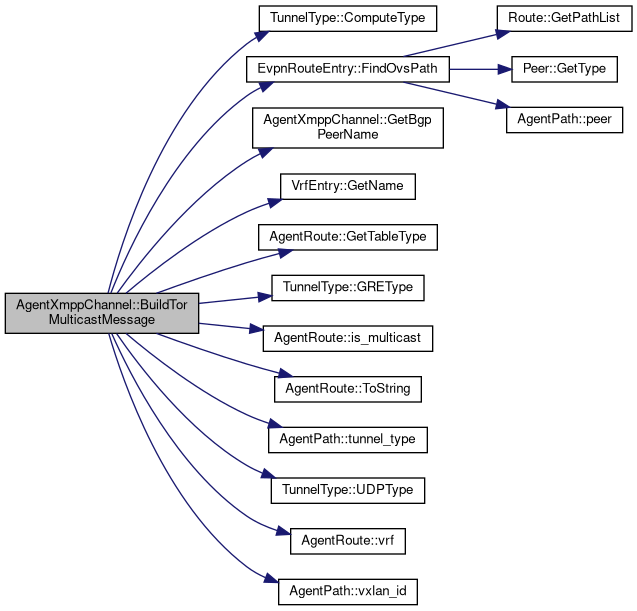 TunnelType::ComputeType
Route::GetPathList
EvpnRouteEntry::FindOvsPath
Peer::GetType
AgentPath::peer
AgentXmppChannel::GetBgp
PeerName
VrfEntry::GetName
AgentRoute::GetTableType
TunnelType::GREType
AgentXmppChannel::BuildTor
MulticastMessage
AgentRoute::is_multicast
AgentRoute::ToString
AgentPath::tunnel_type
TunnelType::UDPType
AgentRoute::vrf
AgentPath::vxlan_id